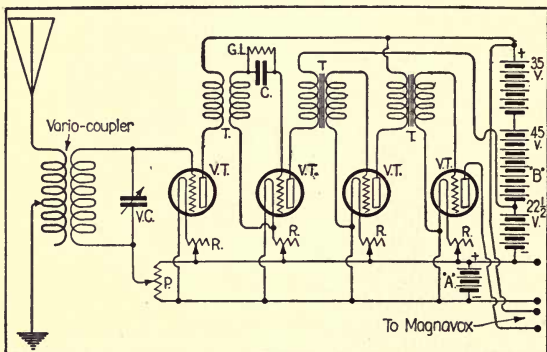 Vario-coupler
V.C.
P.
V.T.
R.
T.
G.L.
C.
V.T.
R.
T
V.T.
R.
T.
V.T.
R.
+
35
V.
45
V.
"B"
22½
V.
-
+
"A"
-
To Magnavox